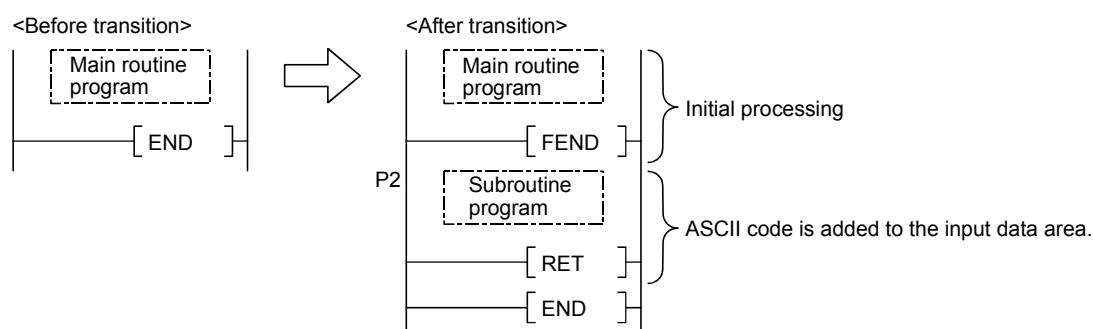 <Before transition>
Main routine
program
END
<After transition>
Main routine
program
FEND
Initial processing
P2
Subroutine
program
RET
ASCII code is added to the input data area.
END